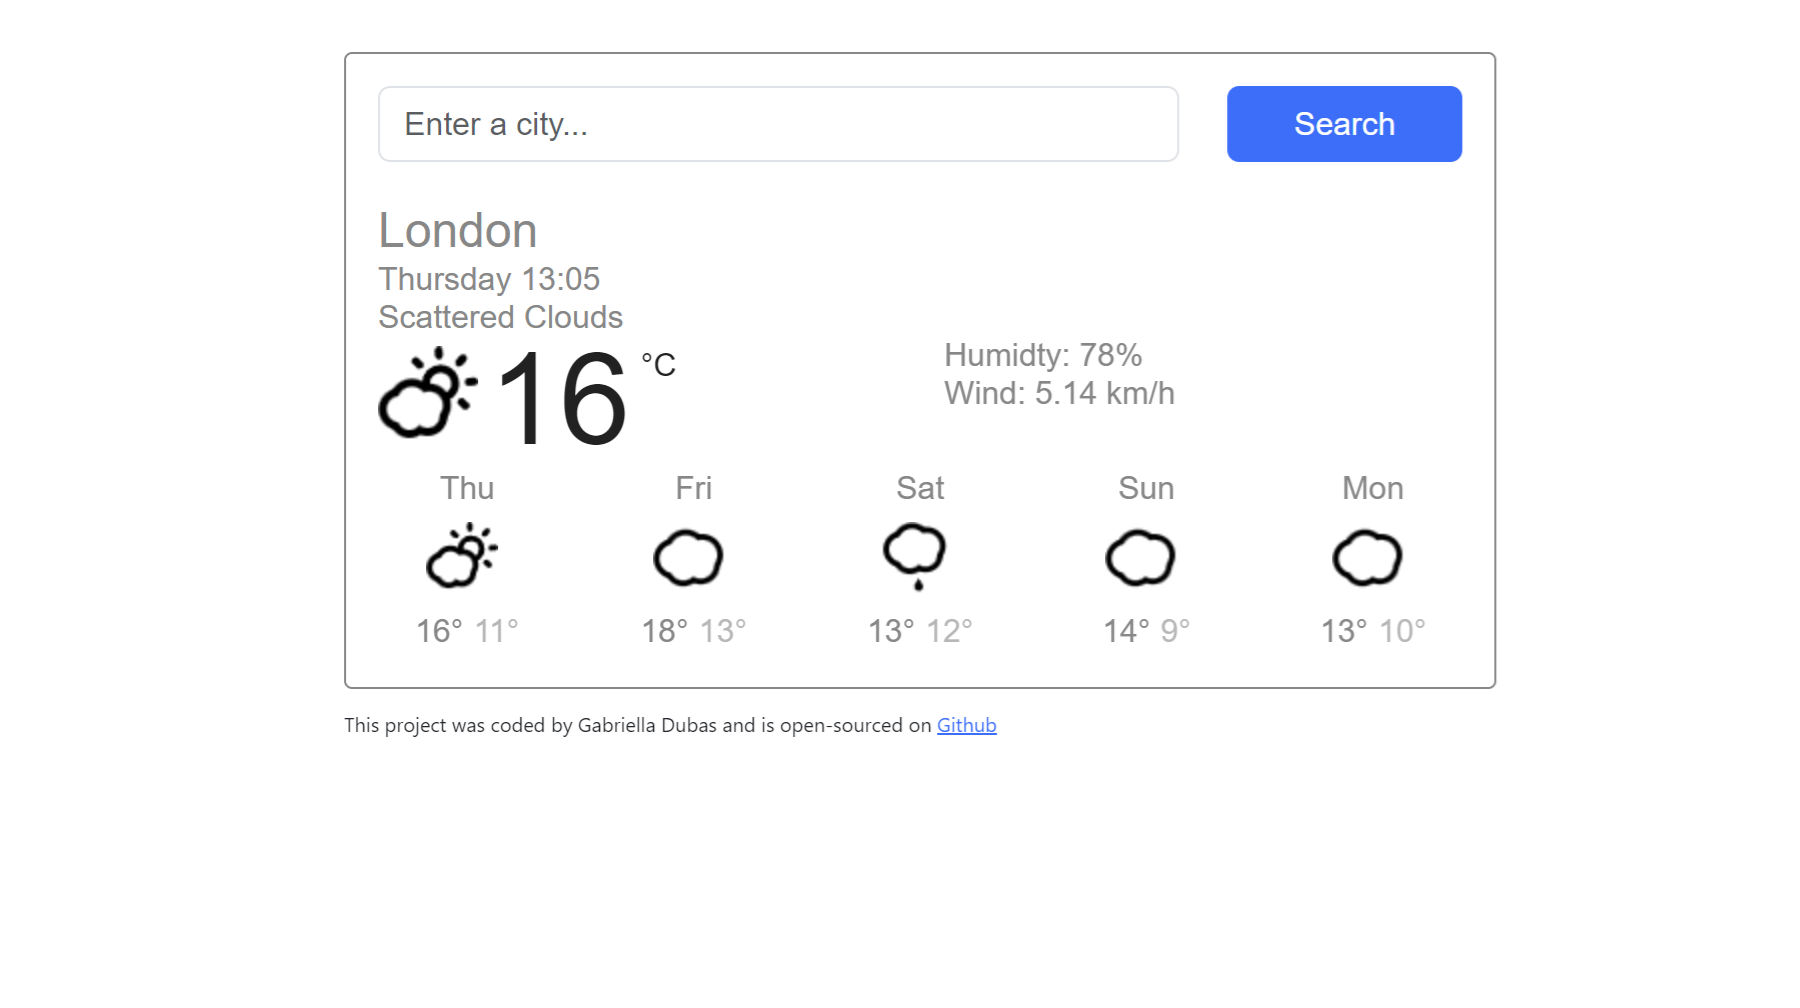 Enter a city...
Search
London
Thursday 13:05
Scattered Clouds
16 °C
Humidty: 78%
Wind: 5.14 km/h
Thu Fri Sat Sun Mon
16° 11° 18° 13° 13° 12° 14° 9° 13° 10°
This project was coded by Gabriella Dubas and is open-sourced on Github